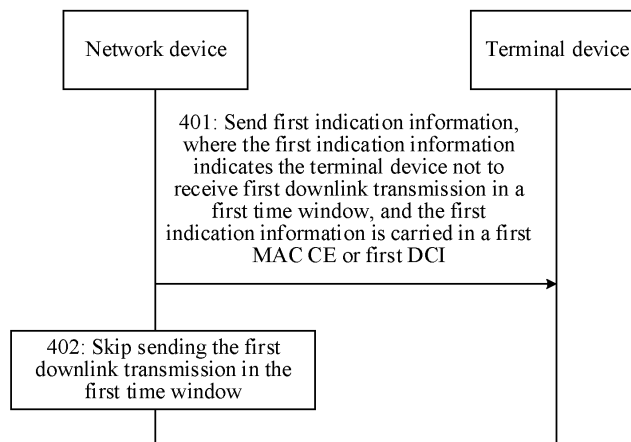 Network device
Terminal device
401: Send first indication information,
where the first indication information
indicates the terminal device not to
receive first downlink transmission in a
first time window, and the first
indication information is carried in a first
MAC CE or first DCI
402: Skip sending the first
downlink transmission in the
first time window